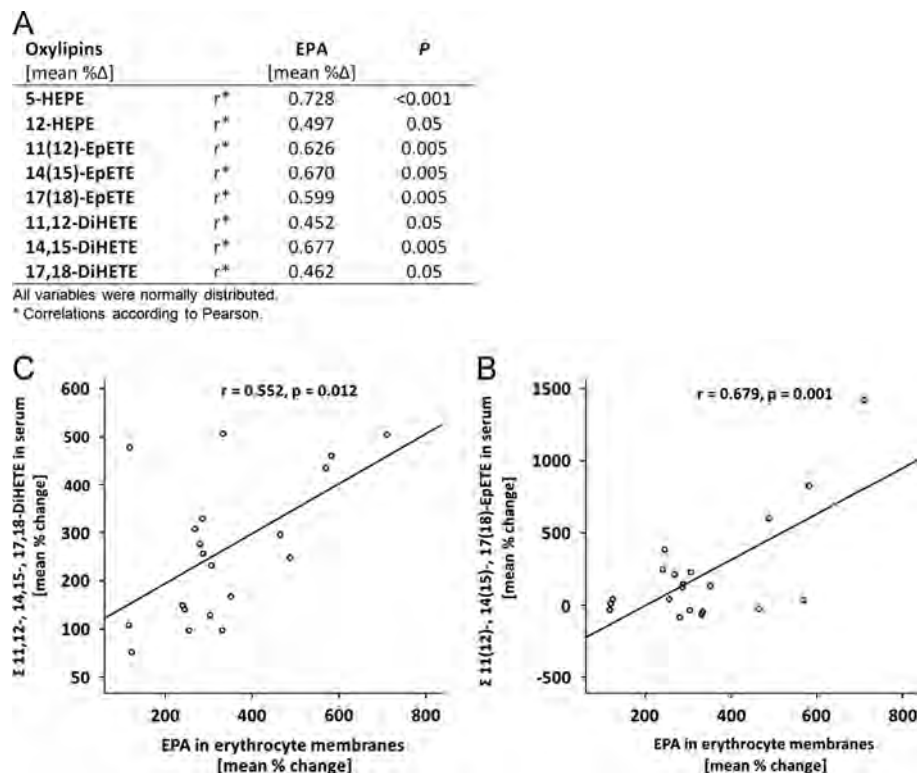 A
Oxylipins EPA P
[mean %Δ] [mean %Δ]
5-HEPE r* 0.728 <0.001
12-HEPE r* 0.497 0.05
11(12)-EpETE r* 0.626 0.005
14(15)-EpETE r* 0.670 0.005
17(18)-EpETE r* 0.599 0.005
11,12-DiHETE r* 0.452 0.05
14,15-DiHETE r* 0.677 0.005
17,18-DiHETE r* 0.462 0.05
All variables were normally distributed.
* Correlations according to Pearson.
C
r = 0.552, p = 0.012
Σ 11,12-, 14,15-, 17,18-DiHETE in serum
[mean % change]
600
500
400
300
200
100
50
200 400 600 800
EPA in erythrocyte membranes
[mean % change]
B
r = 0.679, p = 0.001
Σ 11(12)-, 14(15)-, 17(18)-EpETE in serum
[mean % change]
1500
1000
500
0
-500
200 400 600 800
EPA in erythrocyte membranes
[mean % change]